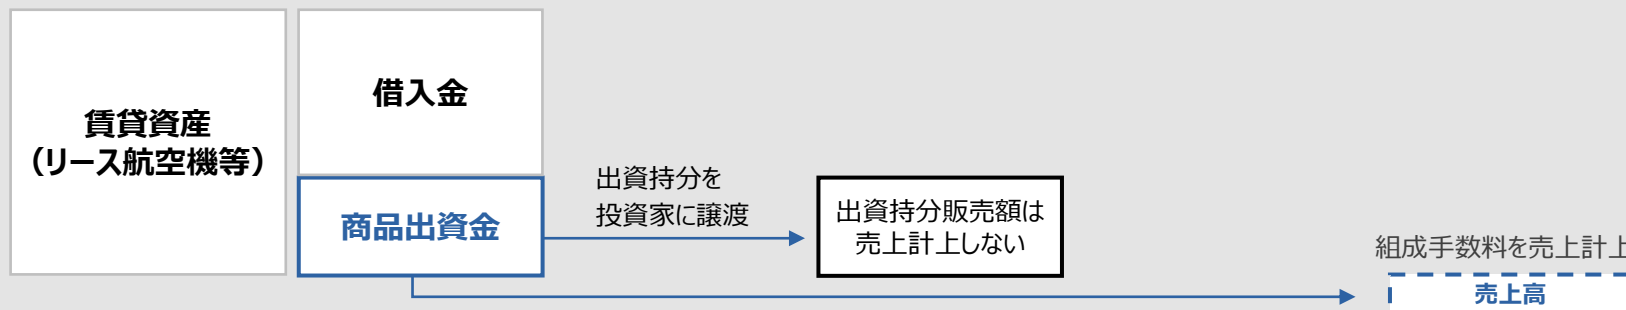 賃貸資産
（リース航空機等）
借入金
商品出資金
出資持分を
投資家に譲渡
出資持分販売額は
売上計上しない
組成手数料を売上計上
売上高